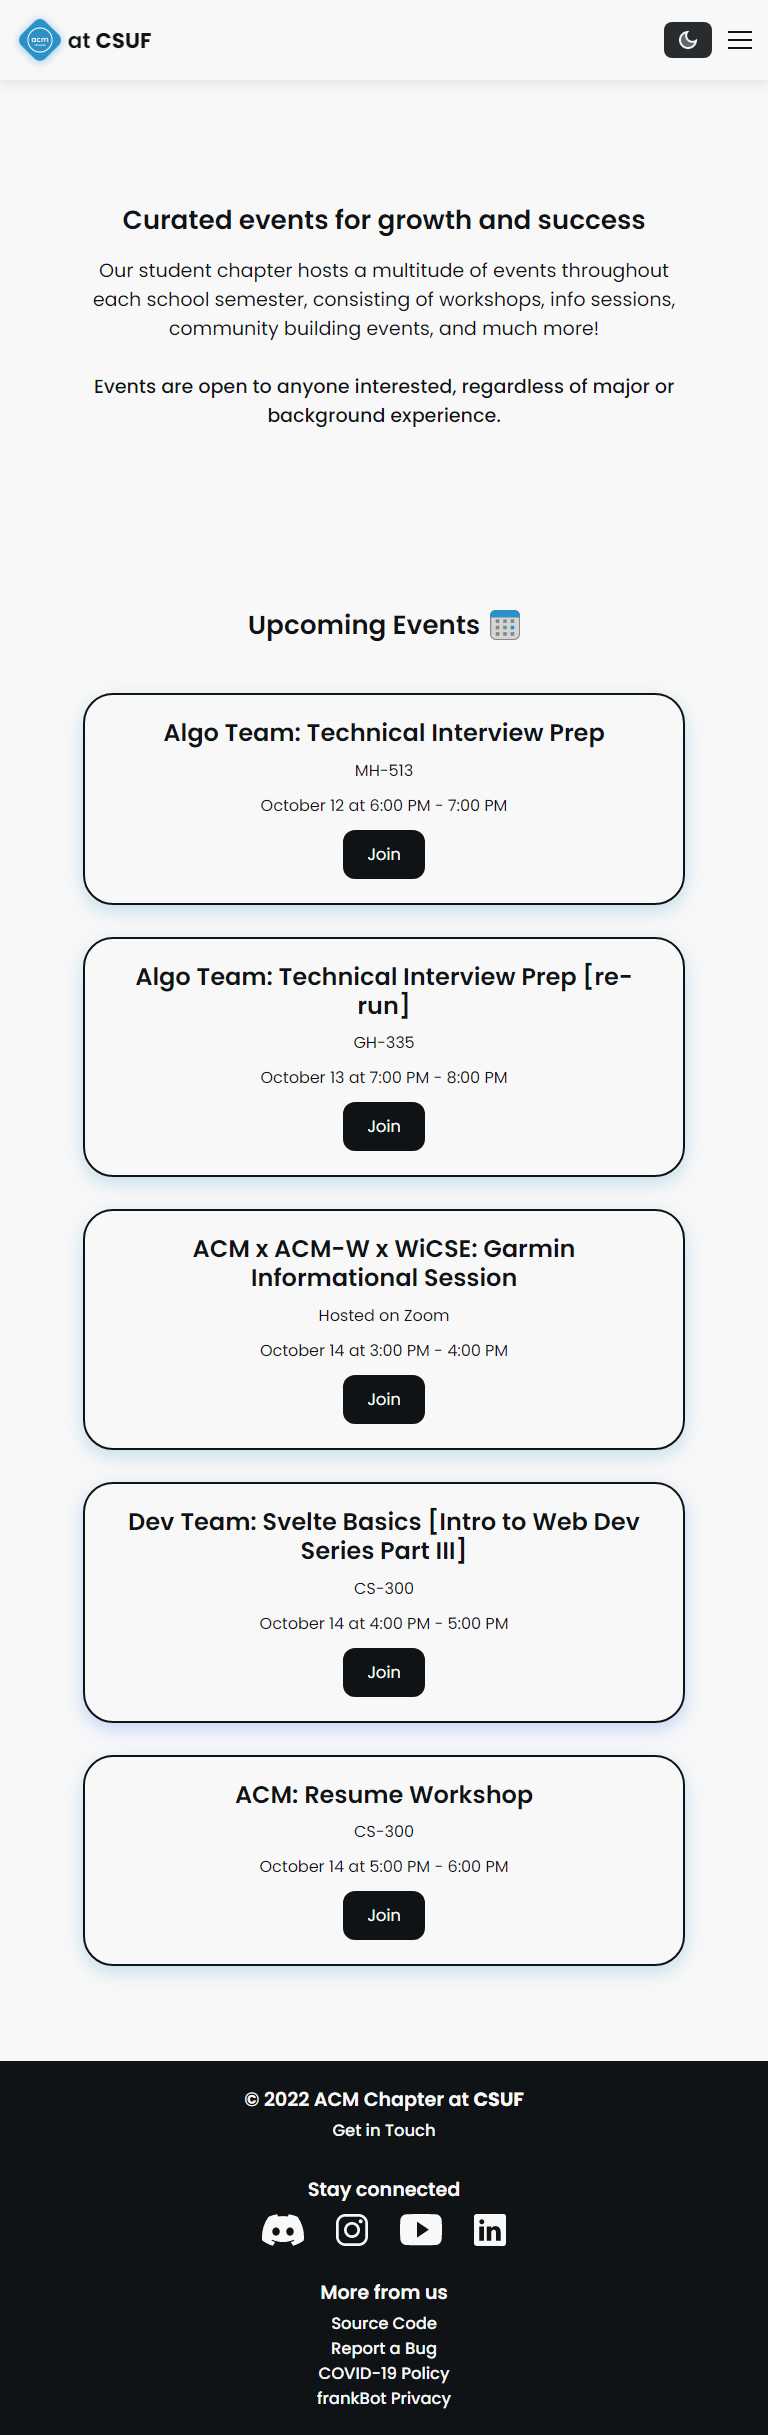 acm
at CSUF
Curated events for growth and success
Our student chapter hosts a multitude of events throughout
each school semester, consisting of workshops, info sessions,
community building events, and much more!
Events are open to anyone interested, regardless of major or
background experience.
Upcoming Events
Algo Team: Technical Interview Prep
MH-513
October 12 at 6:00 PM - 7:00 PM
Join
Algo Team: Technical Interview Prep [re-
run]
GH-335
October 13 at 7:00 PM - 8:00 PM
Join
ACM x ACM-W x WiCSE: Garmin
Informational Session
Hosted on Zoom
October 14 at 3:00 PM - 4:00 PM
Join
Dev Team: Svelte Basics [Intro to Web Dev
Series Part III]
CS-300
October 14 at 4:00 PM - 5:00 PM
Join
ACM: Resume Workshop
CS-300
October 14 at 5:00 PM - 6:00 PM
Join
© 2022 ACM Chapter at CSUF
Get in Touch
Stay connected
in
More from us
Source Code
Report a Bug
COVID-19 Policy
frankBot Privacy